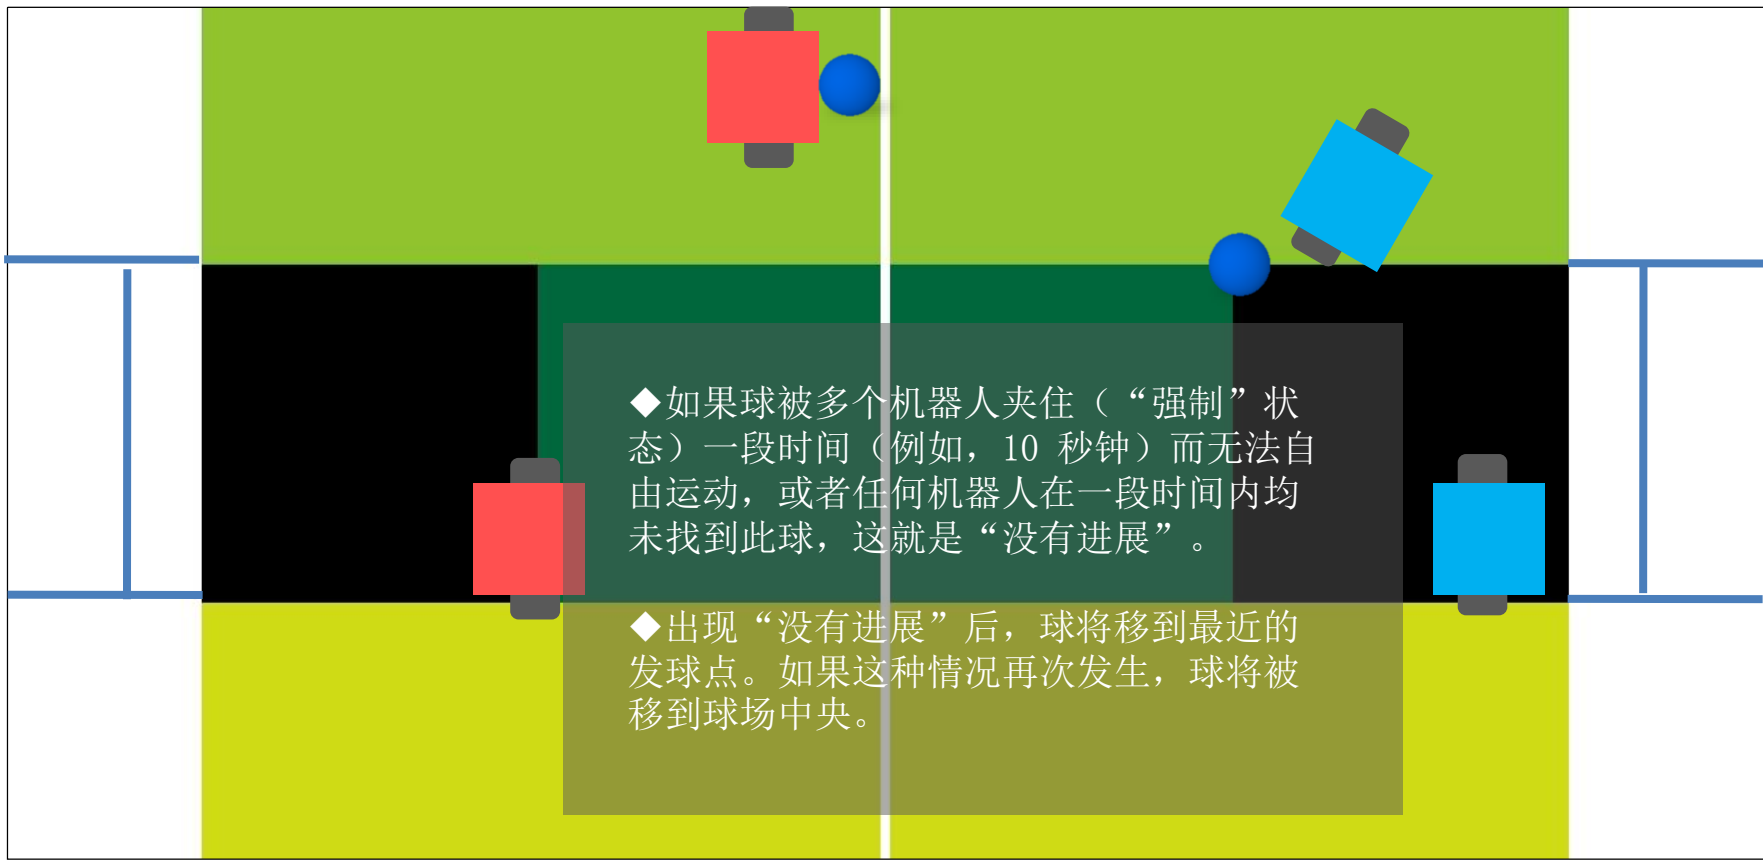 ◆如果球被多个机器人夹住（“强制”状
态）一段时间（例如，10 秒钟）而无法自
由运动，或者任何机器人在一段时间内均
未找到此球，这就是“没有进展”。
◆出现“没有进展”后，球将移到最近的
发球点。如果这种情况再次发生，球将被
移到球场中央。